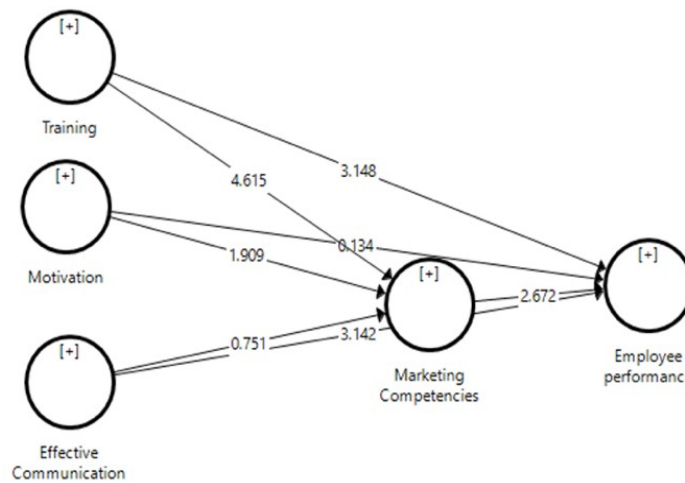 [+]
Training
4.615
3.148
[+]
Motivation
1.909
0.134
[+]
Effective
Communication
0.751
3.142
[+]
Marketing
Competencies
2.672
[+]
Employee
performanc